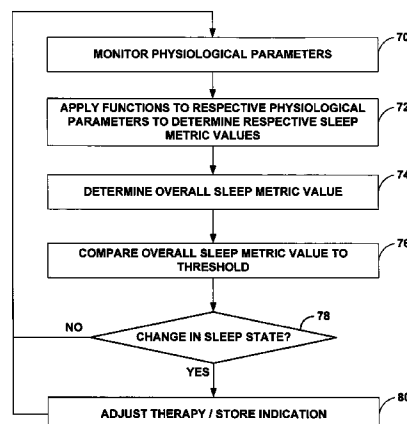 MONITOR PHYSIOLOGICAL PARAMETERS
70
APPLY FUNCTIONS TO RESPECTIVE PHYSIOLOGICAL
PARAMETERS TO DETERMINE RESPECTIVE SLEEP
METRIC VALUES
72
DETERMINE OVERALL SLEEP METRIC VALUE
74
COMPARE OVERALL SLEEP METRIC VALUE TO
THRESHOLD
76
CHANGE IN SLEEP STATE?
78
NO
YES
ADJUST THERAPY / STORE INDICATION
80